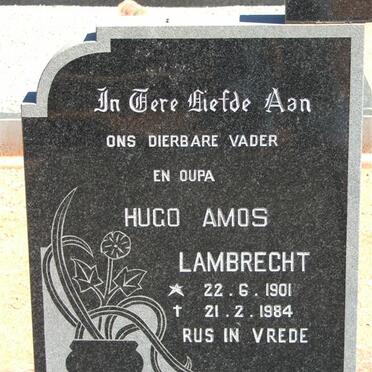 In Tere Liefde Aan
ONS DIERBARE VADER
EN OUPA
HUGO AMOS
LAMBRECHT
* 22.6.1901
† 21.2.1984
RUS IN VREDE